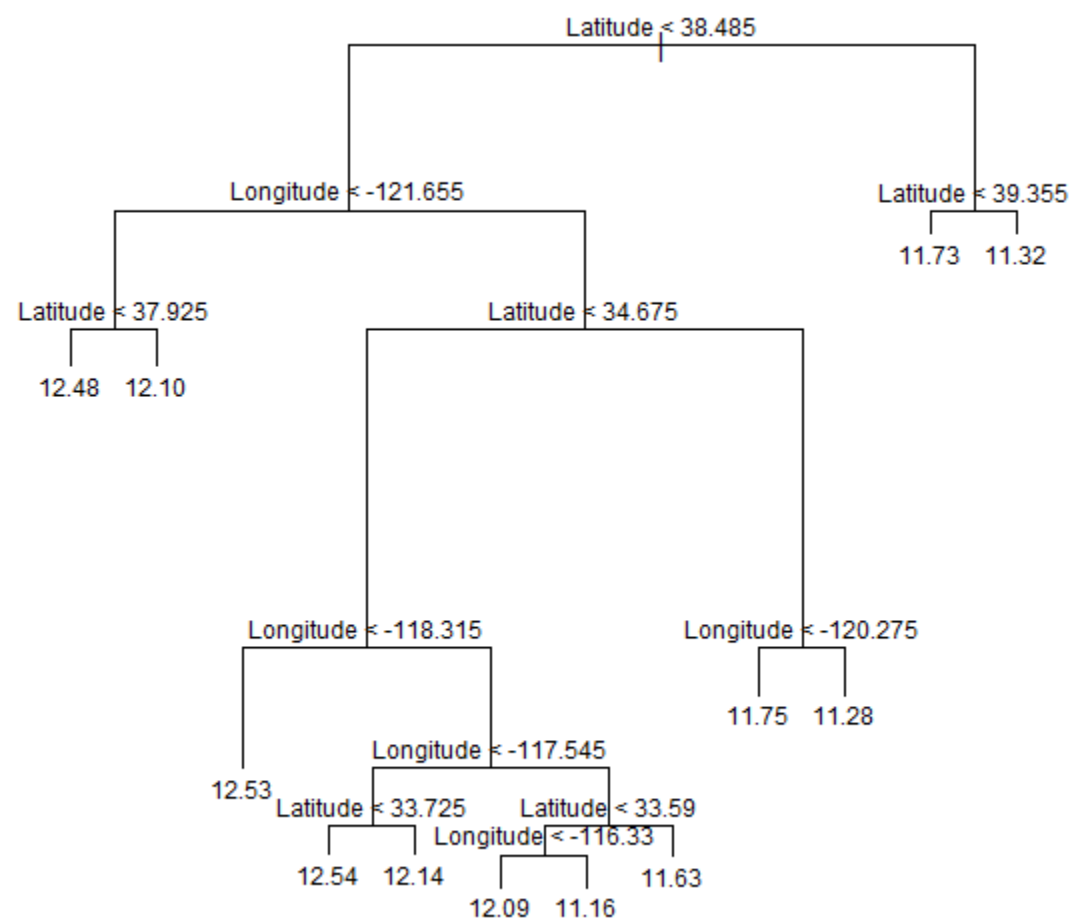 Latitude < 38.485
Longitude < -121.655
Latitude < 39.355
11.73 11.32
Latitude < 37.925
Latitude < 34.675
12.48 12.10
Longitude < -118.315
Longitude < -120.275
11.75 11.28
Longitude < -117.545
12.53
Latitude < 33.725
Latitude < 33.59
Longitude < -116.33
12.54 12.14
11.63
12.09 11.16